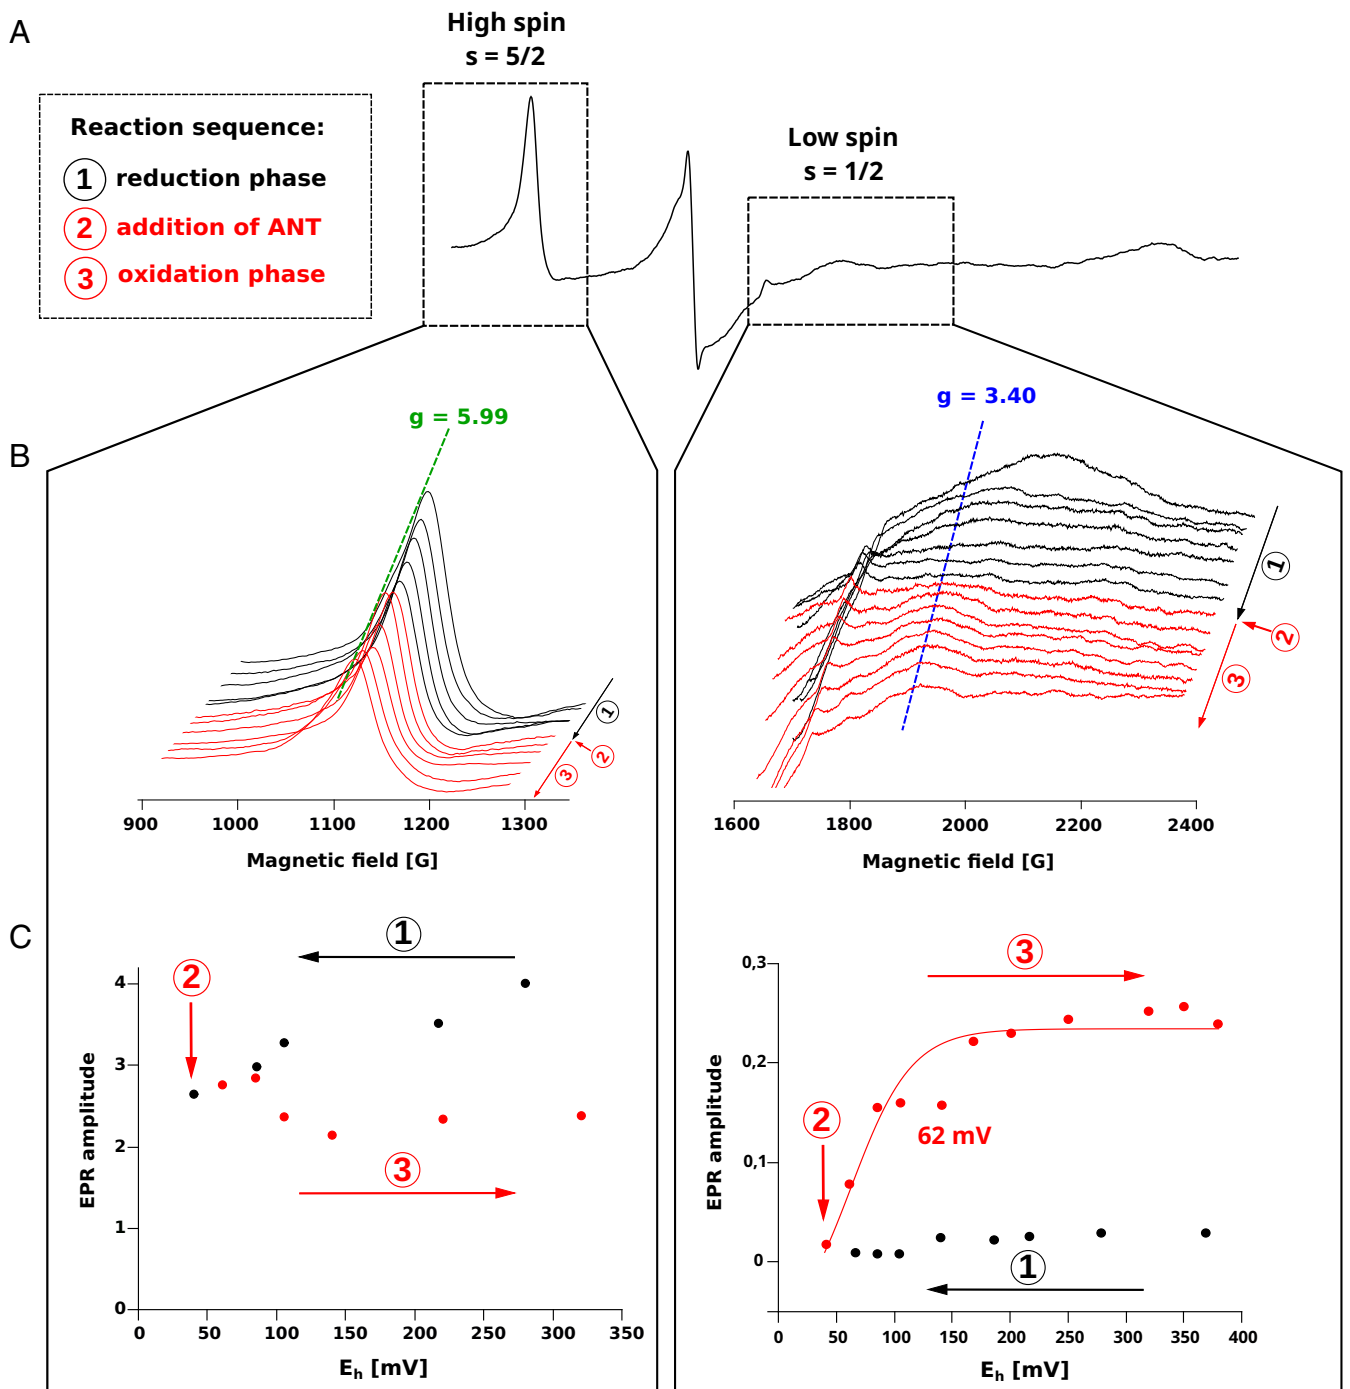 A
High spin
s = 5/2
Low spin
s = 1/2
Reaction sequence:
1 reduction phase
2 addition of ANT
3 oxidation phase
B
g = 5.99
g = 3.40
1
2
3
1
2
3
900 1000 1100 1200 1300
Magnetic field [G]
1600 1800 2000 2200 2400
Magnetic field [G]
C
1
2
3
4
3
2
1
0
EPR amplitude
0 50 100 150 200 250 300 350
Eh [mV]
3
2
62 mV
1
0,3
0,2
0,1
0
EPR amplitude
0 50 100 150 200 250 300 350 400
Eh [mV]